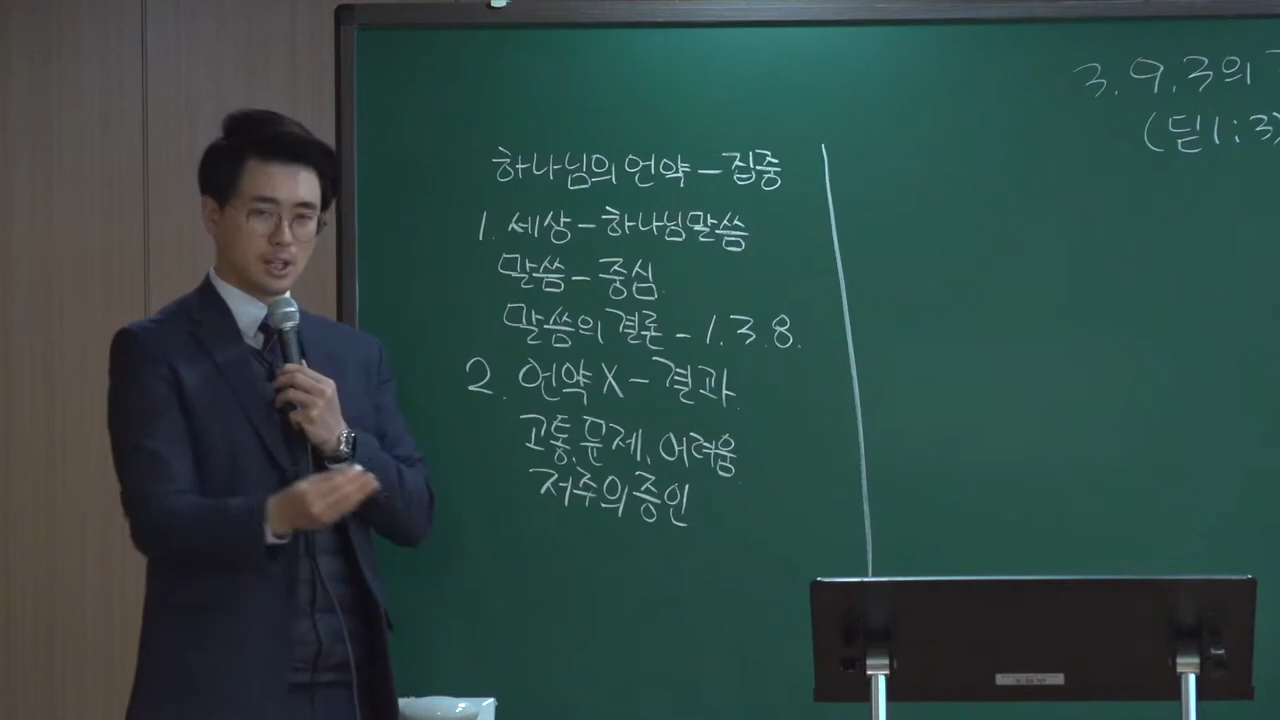 하나님의 언약 - 집중
1. 세상 - 하나님말씀
말씀 - 중심
말씀의 결론 - 1.3.8.
2. 언약 X - 결과
고통, 문제, 어려움
저주의 증인
3.9.3의
(딛1:3)